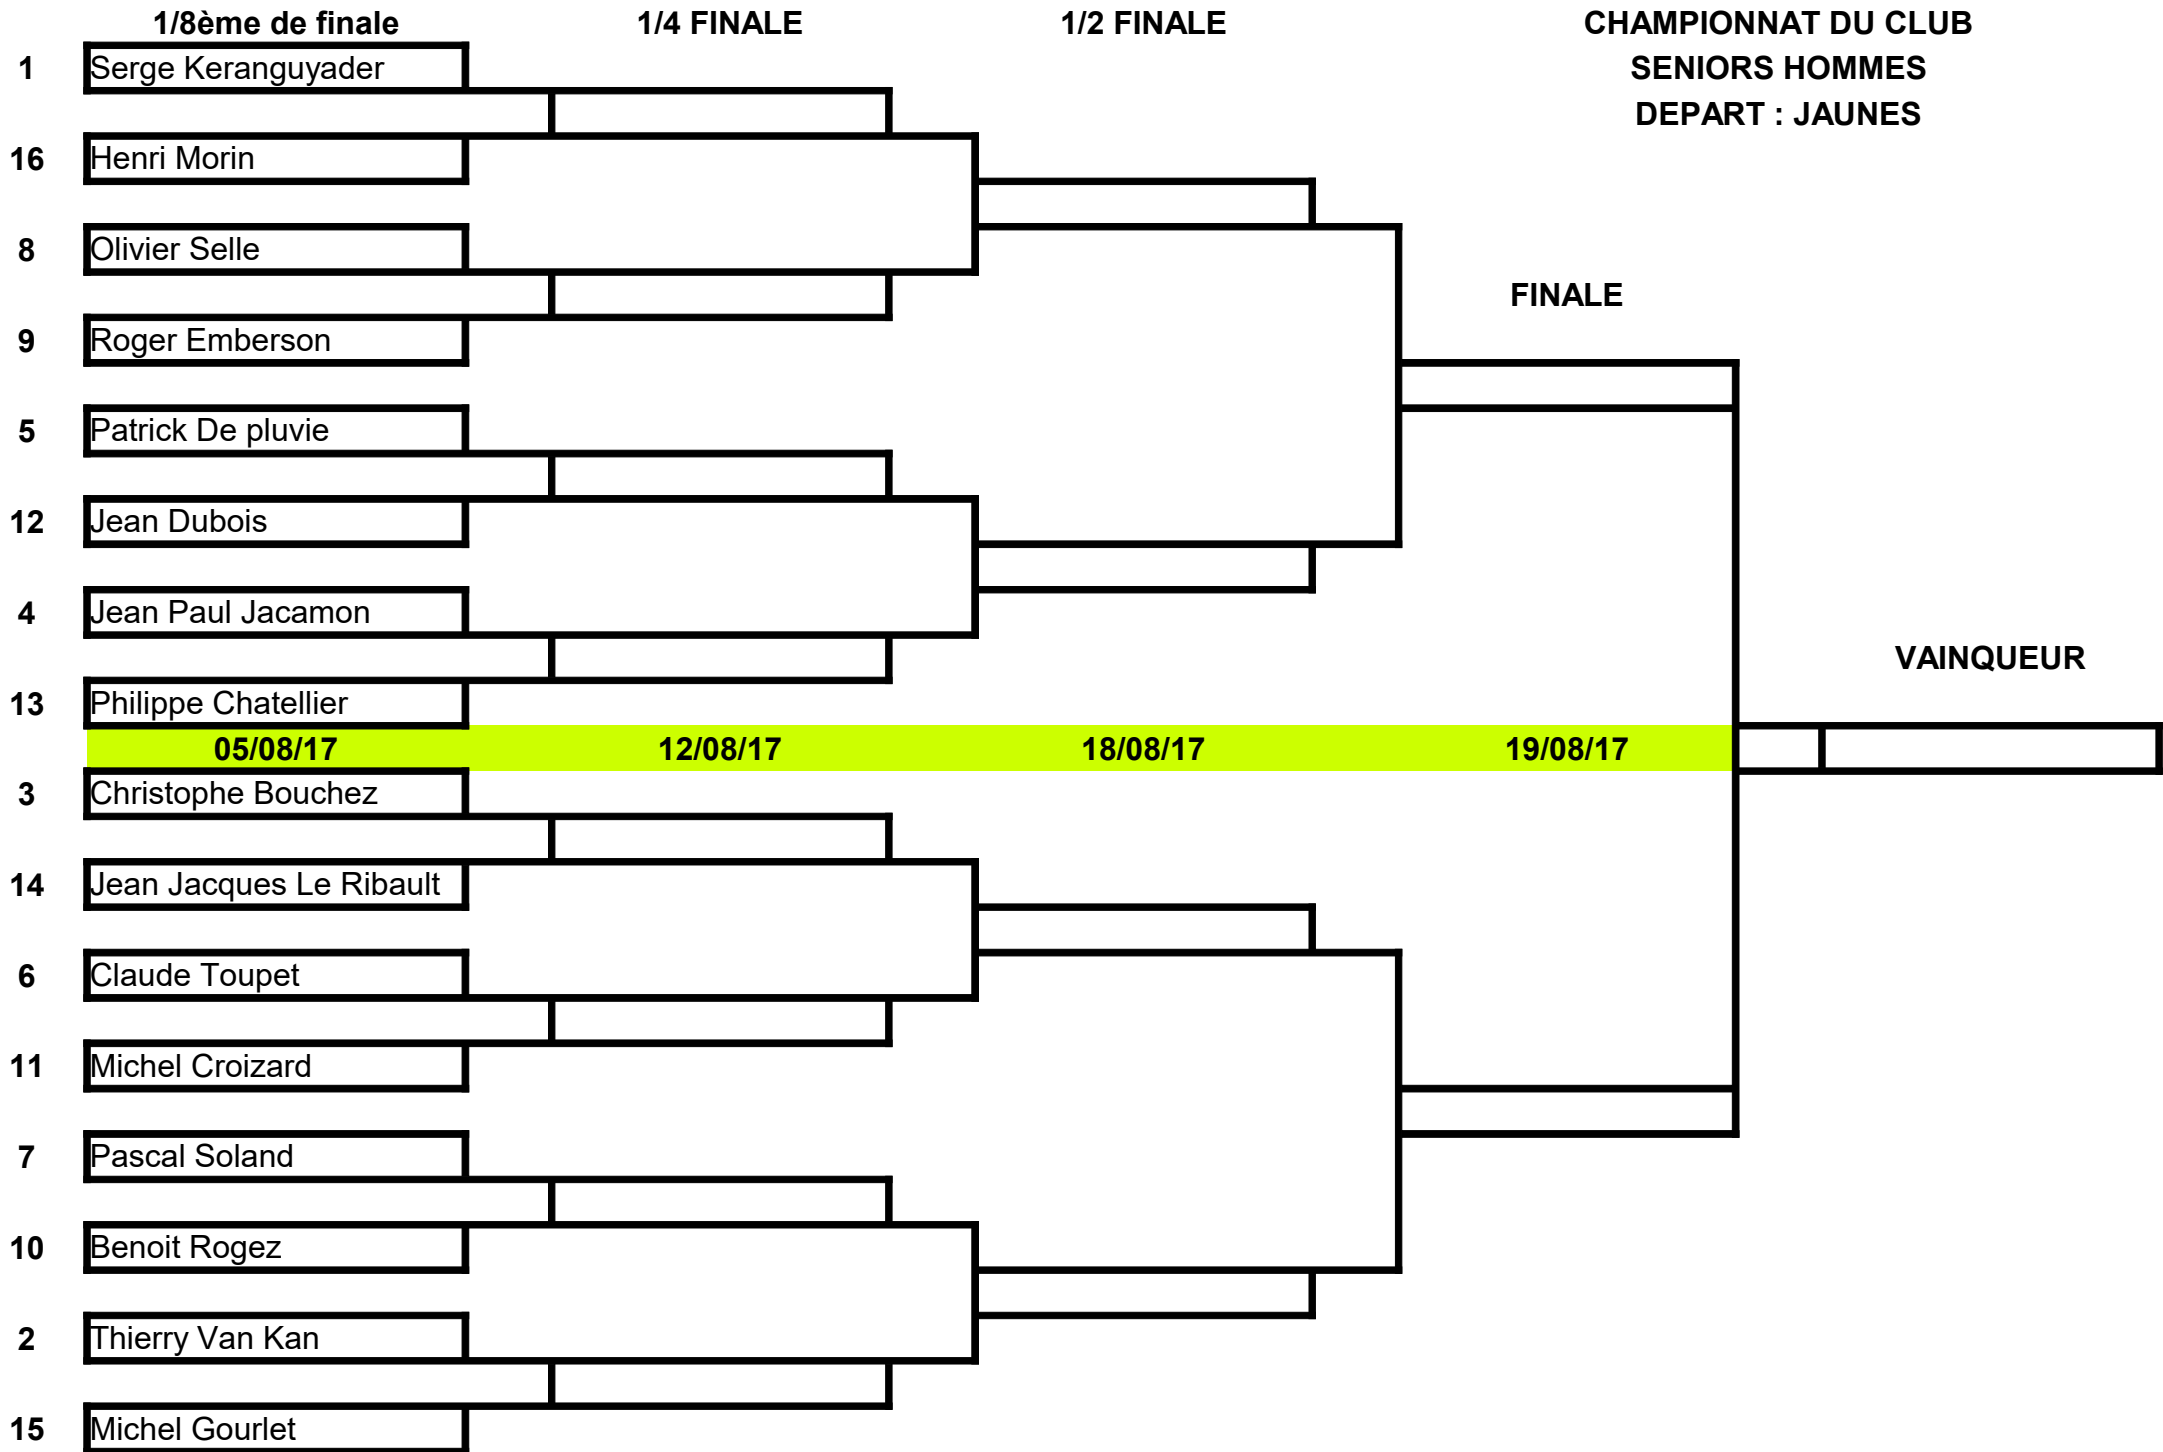 1/8ème de finale 1/4 FINALE 1/2 FINALE CHAMPIONNAT DU CLUB
1 Serge Keranguyader SENIORS HOMMES
DEPART : JAUNES
16 Henri Morin
8 Olivier Selle
FINALE
9 Roger Emberson
5 Patrick De pluvie
12 Jean Dubois
4 Jean Paul Jacamon
VAINQUEUR
13 Philippe Chatellier
05/08/17 12/08/17 18/08/17 19/08/17
3 Christophe Bouchez
14 Jean Jacques Le Ribault
6 Claude Toupet
11 Michel Croizard
7 Pascal Soland
10 Benoit Rogez
2 Thierry Van Kan
15 Michel Gourlet